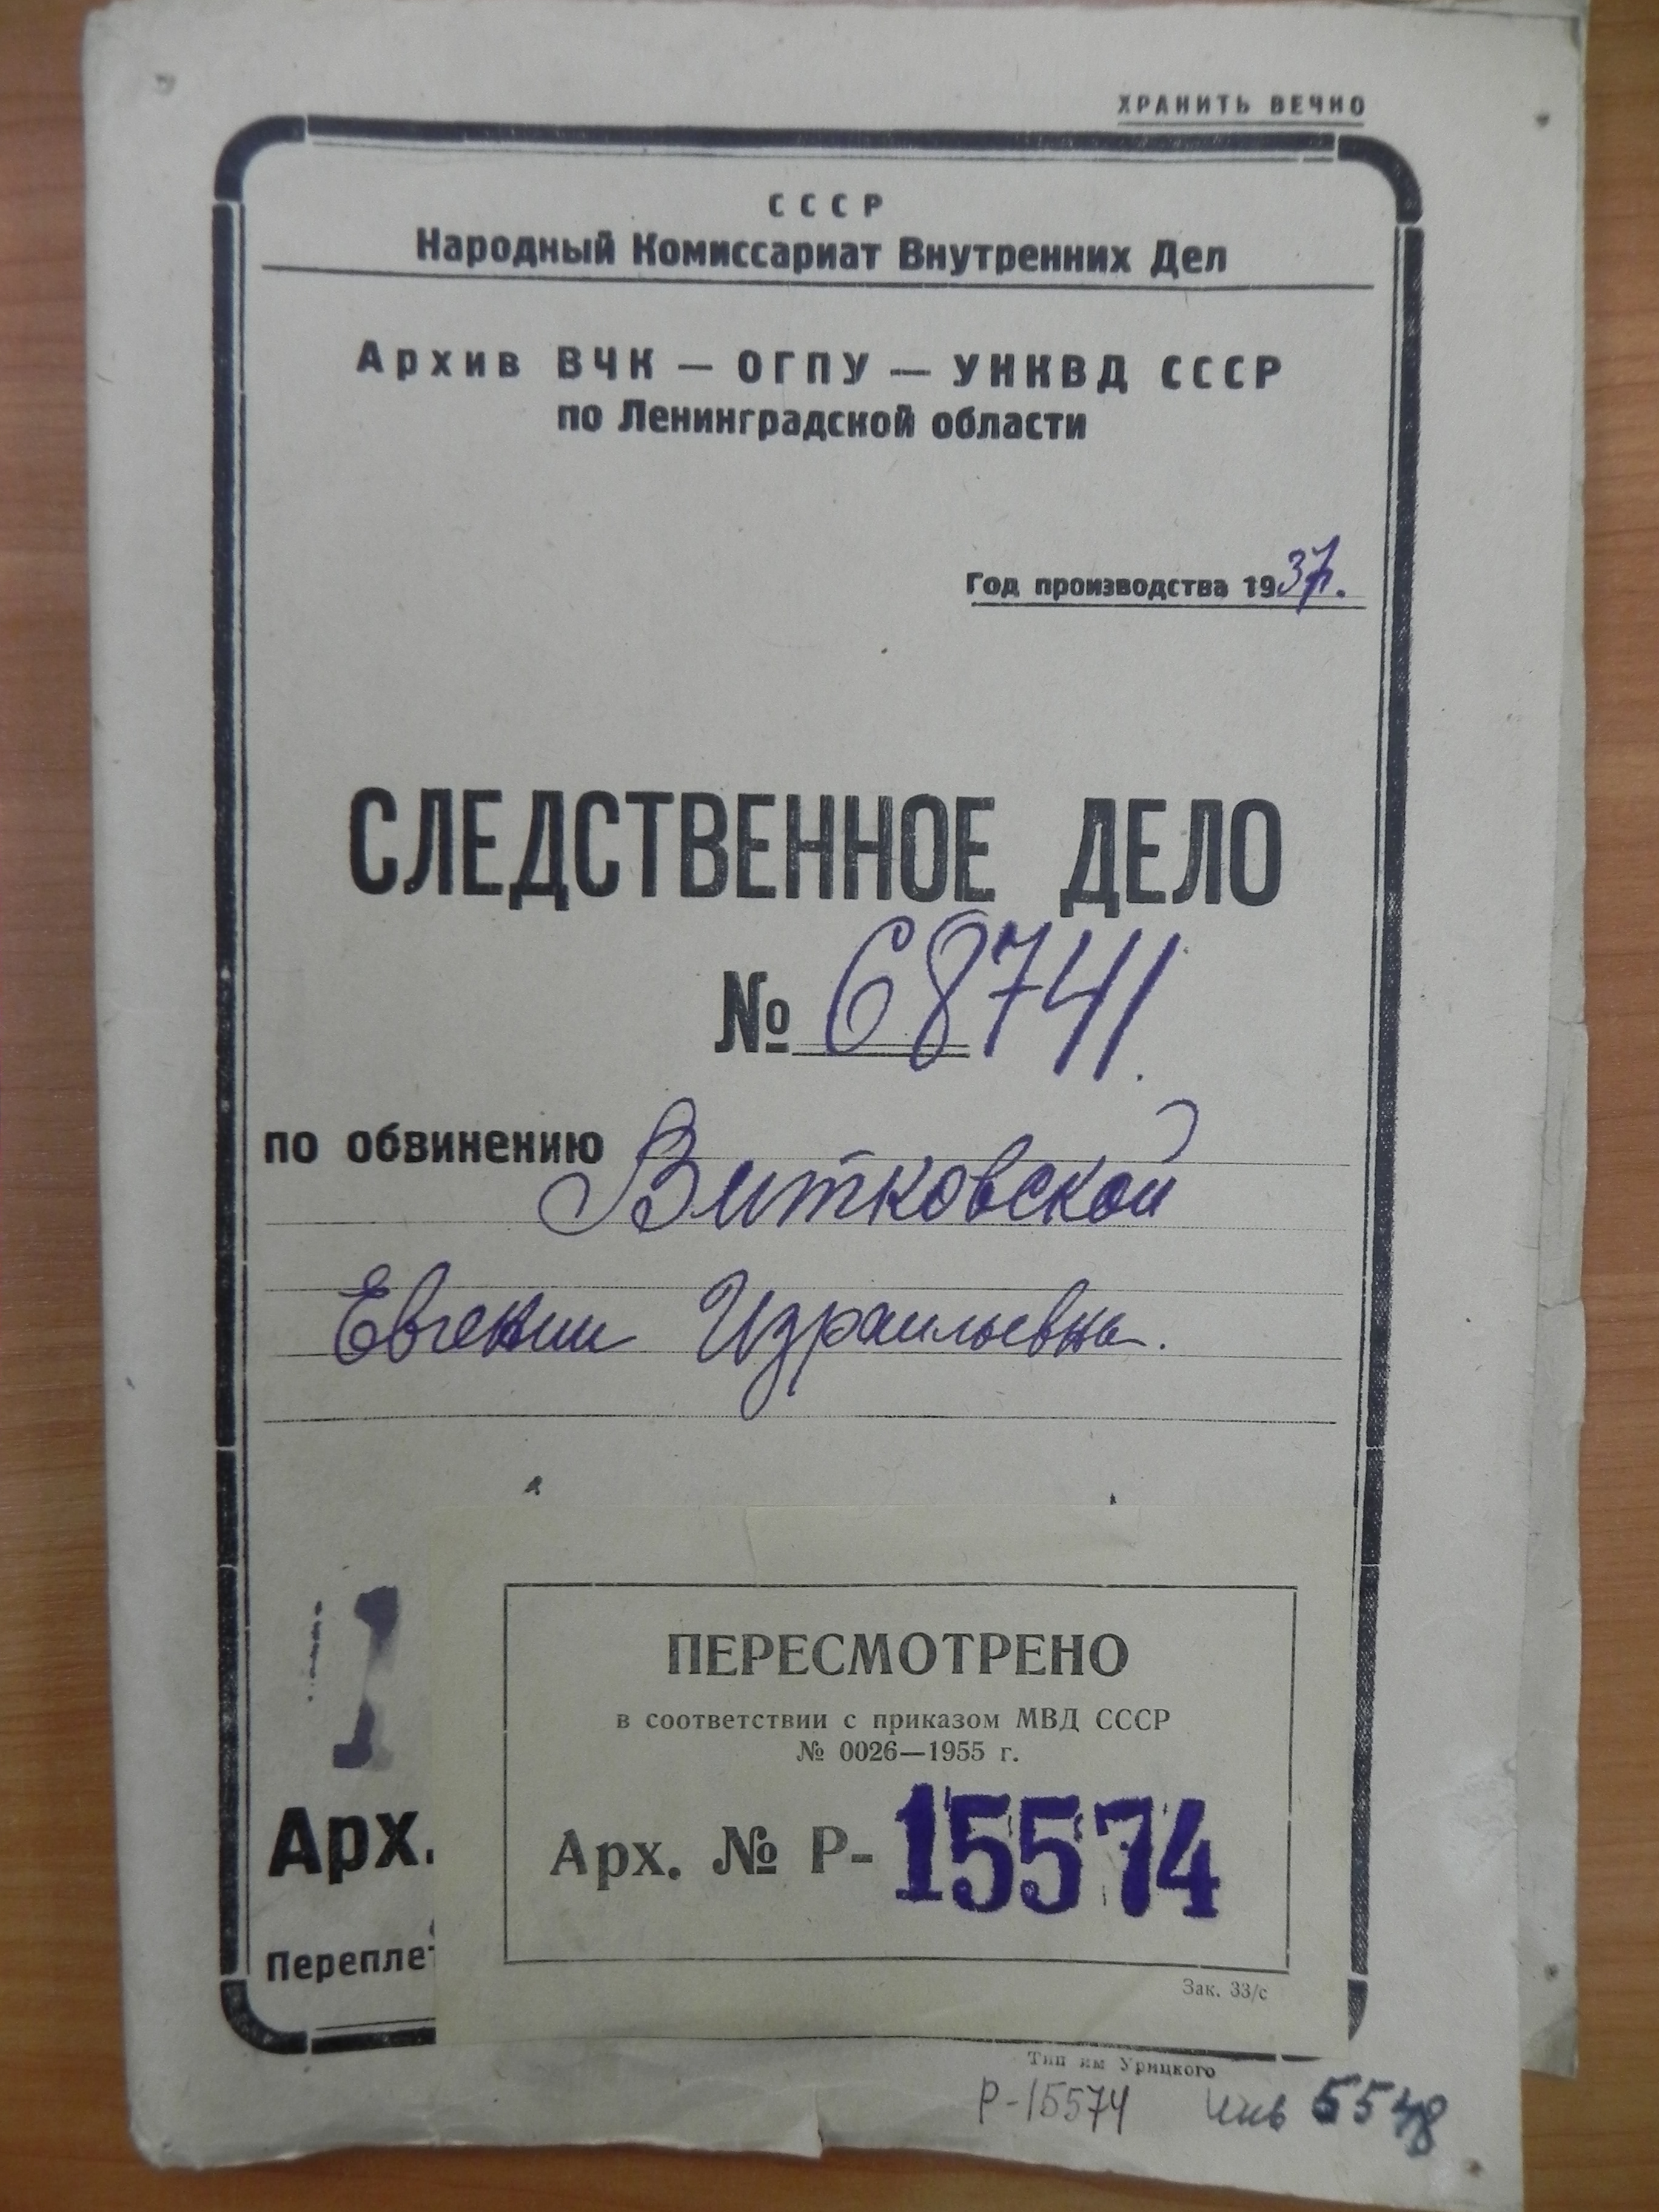 ХРАНИТЬ ВЕЧНО
СССР
Народный Комиссариат Внутренних Дел
Архив ВЧК — ОГПУ — УНКВД СССР
по Ленинградской области
Год производства 1937г.
СЛЕДСТВЕННОЕ ДЕЛО
№ 68741.
по обвинению Витковской
Евгении Израильевны.
1
Арх.
Переплет
ПЕРЕСМОТРЕНО
в соответствии с приказом МВД СССР
№ 0026—1955 г.
Арх. № Р-15574
Зак. 33/с
Тип им Урицкого
Р-15574 инв 5548